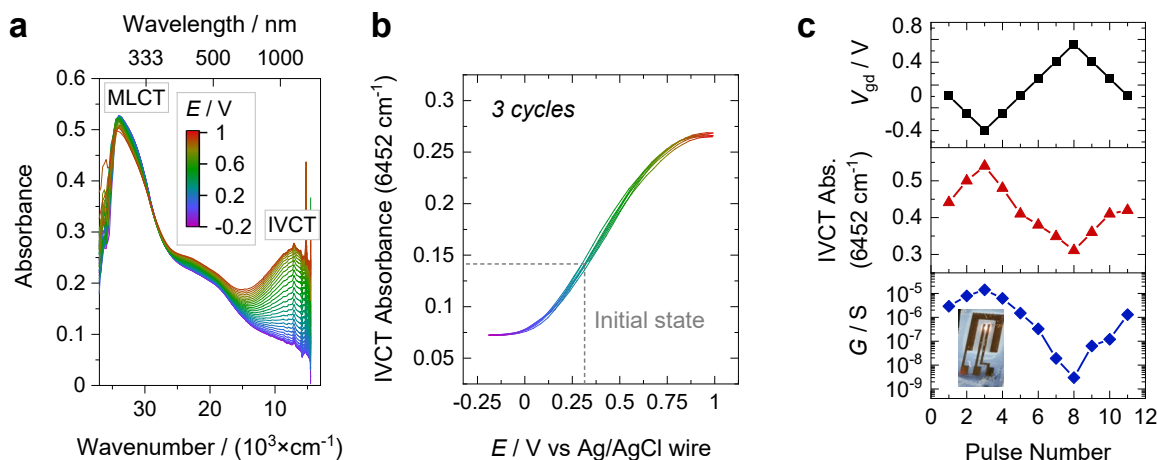 a
Wavelength / nm
333 500 1000
0.6
0.5
0.4
0.3
0.2
0.1
0
Absorbance
MLCT
E / V
1
0.6
0.2
-0.2
IVCT
30 20 10
Wavenumber / (10³×cm⁻¹)
b
IVCT Absorbance (6452 cm⁻¹)
0.3
0.25
0.20
0.15
0.10
0.05
3 cycles
Initial state
-0.25 0 0.25 0.5 0.75 1
E / V vs Ag/AgCl wire
c
V_gd / V
0.8
0.4
0
-0.4
IVCT Abs.
(6452 cm⁻¹)
0.5
0.4
0.3
G / S
10⁻⁵
10⁻⁶
10⁻⁷
10⁻⁸
10⁻⁹
0 2 4 6 8 10 12
Pulse Number